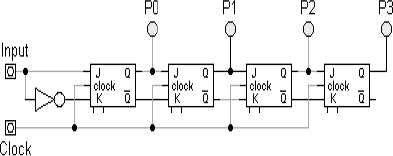 P0 P1 P2 P3
Input
J Q J Q J Q J Q
clock clock clock clock
K Q̅ K Q̅ K Q̅ K Q̅
Clock